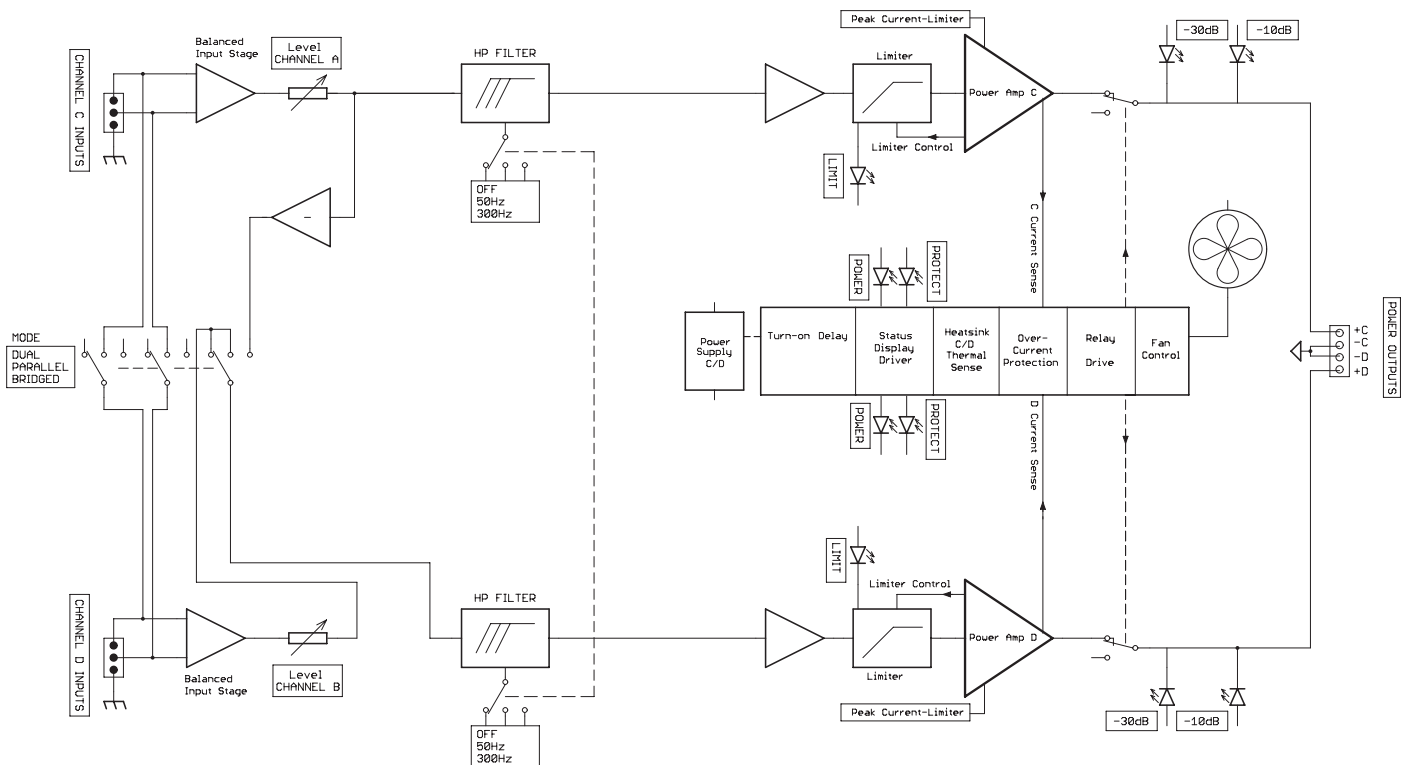 Peak Current-Limiter
-30dB
-10dB
Balanced
Input Stage
Level
CHANNEL A
HP FILTER
Limiter
CHANNEL C INPUTS
Power Amp C
Limiter Control
LIMIT
OFF
50Hz
300Hz
-
C Current Sense
POWER
PROTECT
MODE
DUAL
PARALLEL
BRIDGED
Power
Supply
C/D
Turn-on Delay
Status
Display
Driver
Heatsink
C/D
Thermal
Sense
Over-
Current
Protection
Relay
Drive
Fan
Control
+C
-C
-D
+D
POWER OUTPUTS
POWER
PROTECT
D Current Sense
LIMIT
Limiter Control
HP FILTER
CHANNEL D INPUTS
Power Amp D
Balanced
Input Stage
Level
CHANNEL B
Limiter
Peak Current-Limiter
-30dB
-10dB
OFF
50Hz
300Hz